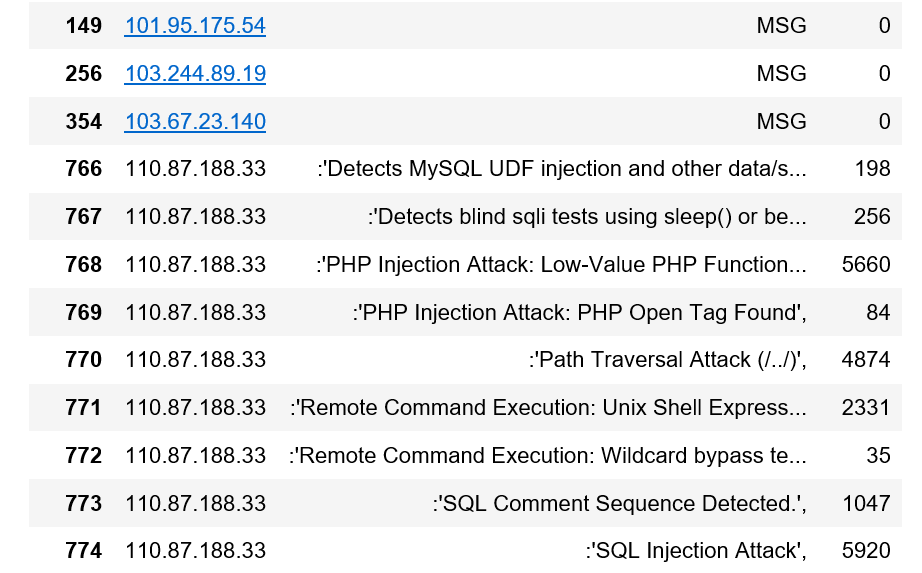 149 101.95.175.54 MSG 0
256 103.244.89.19 MSG 0
354 103.67.23.140 MSG 0
766 110.87.188.33 :'Detects MySQL UDF injection and other data/s... 198
767 110.87.188.33 :'Detects blind sqli tests using sleep() or be... 256
768 110.87.188.33 :'PHP Injection Attack: Low-Value PHP Function... 5660
769 110.87.188.33 :'PHP Injection Attack: PHP Open Tag Found', 84
770 110.87.188.33 :'Path Traversal Attack (/../)', 4874
771 110.87.188.33 :'Remote Command Execution: Unix Shell Express... 2331
772 110.87.188.33 :'Remote Command Execution: Wildcard bypass te... 35
773 110.87.188.33 :'SQL Comment Sequence Detected.', 1047
774 110.87.188.33 :'SQL Injection Attack', 5920